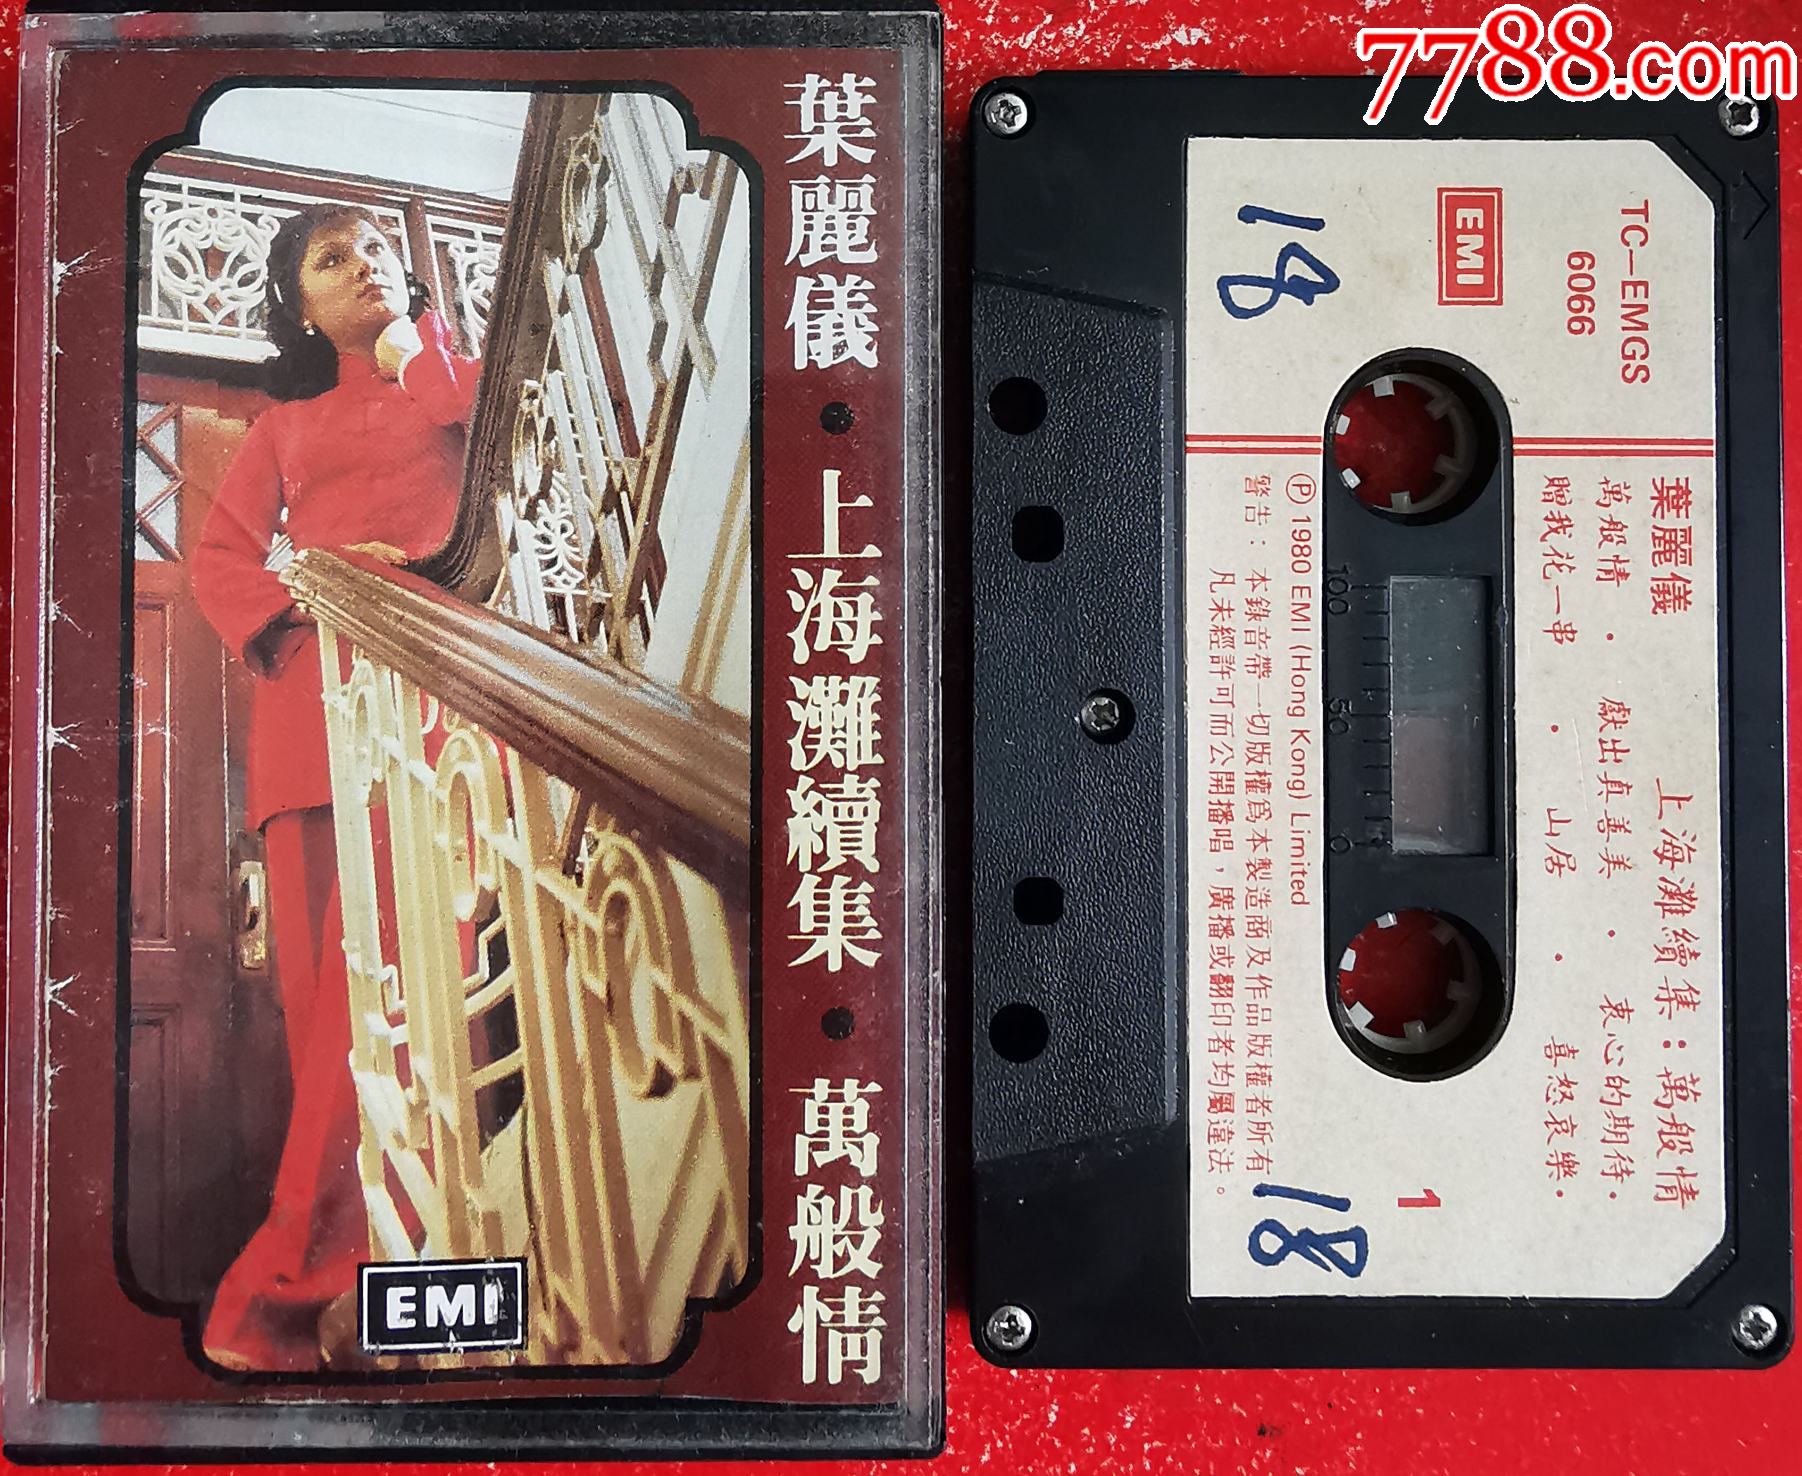 7788.com
葉麗儀・上海灘續集・萬般情
EMI
TC-EMGS
6066
EMI
18
葉麗儀 上海灘續集:萬般情
萬般情・獻出真善美・衷心的期待・
贈我花一串・山居・喜怒哀樂・
1
100 50 0
Ⓟ 1980 EMI (Hong Kong) Limited
警告:本錄音帶一切版權為本製造商及作品版權者所有
凡未經許可而公開播唱,廣播或翻印者均屬違法。
18